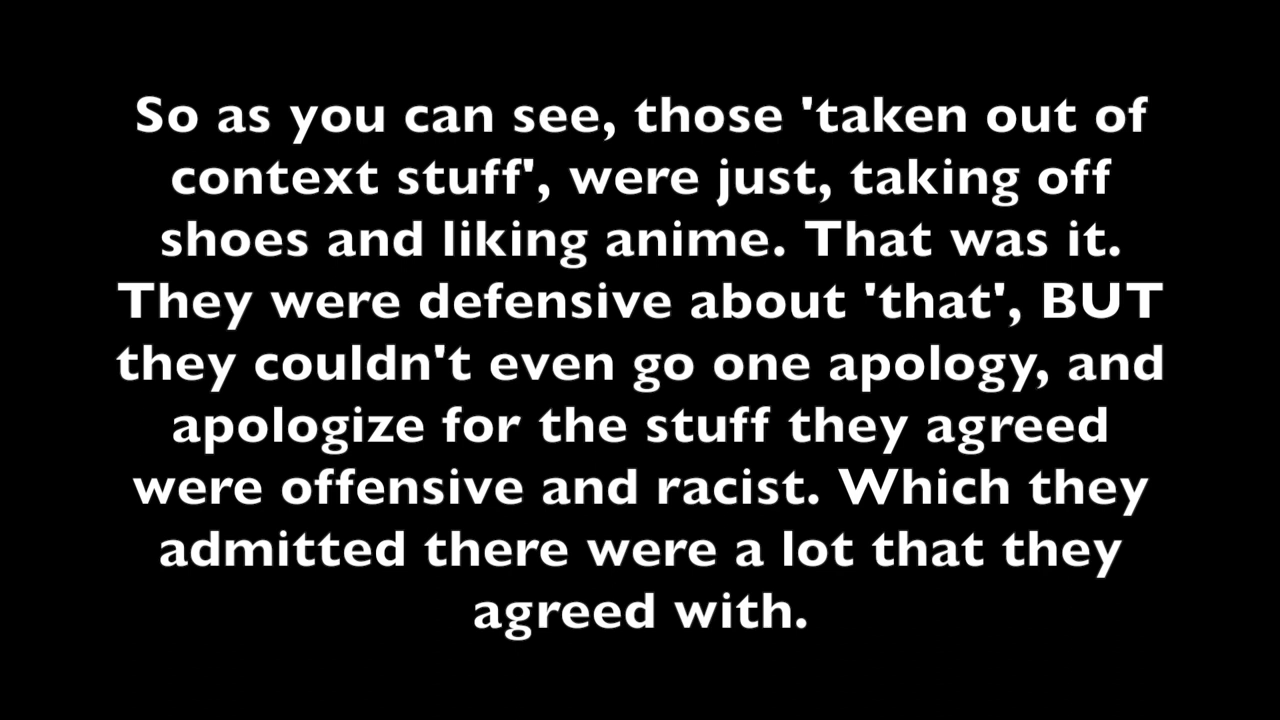 So as you can see, those 'taken out of
context stuff', were just, taking off
shoes and liking anime. That was it.
They were defensive about 'that', BUT
they couldn't even go one apology, and
apologize for the stuff they agreed
were offensive and racist. Which they
admitted there were a lot that they
agreed with.